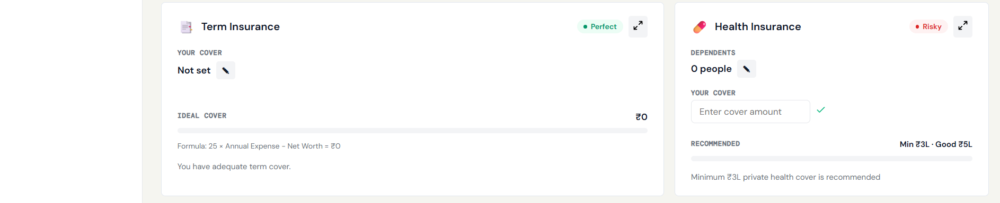 Term Insurance
Perfect
YOUR COVER
Not set
IDEAL COVER
₹0
Formula: 25 × Annual Expense − Net Worth = ₹0
You have adequate term cover.
Health Insurance
Risky
DEPENDENTS
0 people
YOUR COVER
Enter cover amount
RECOMMENDED
Min ₹3L · Good ₹5L
Minimum ₹3L private health cover is recommended